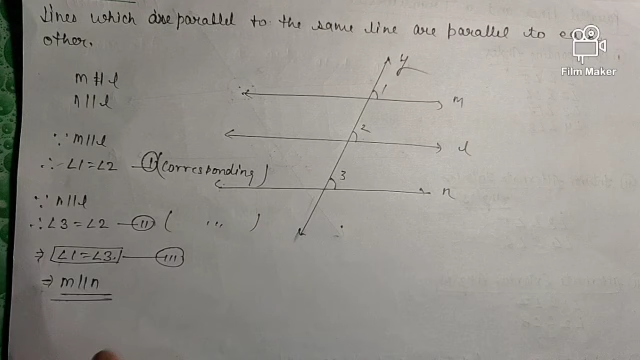 Lines which are parallel to the same line are parallel to each
other.
Film Maker
m || l
n || l
∵ m || l
∴ ∠1 = ∠2 — (I) (corresponding)
∵ n || l
∴ ∠3 = ∠2 — (II) ( ,,, )
⇒ ∠1 = ∠3. — (III)
⇒ m || n
y
1
m
2
l
3
n